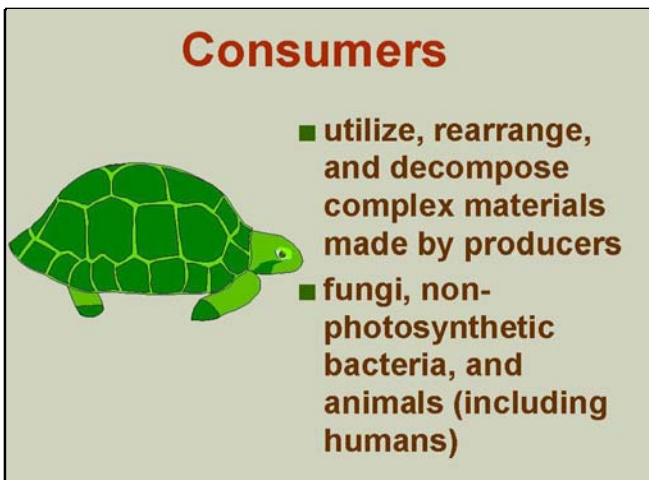 Consumers
utilize, rearrange,
and decompose
complex materials
made by producers
fungi, non-
photosynthetic
bacteria, and
animals (including
humans)